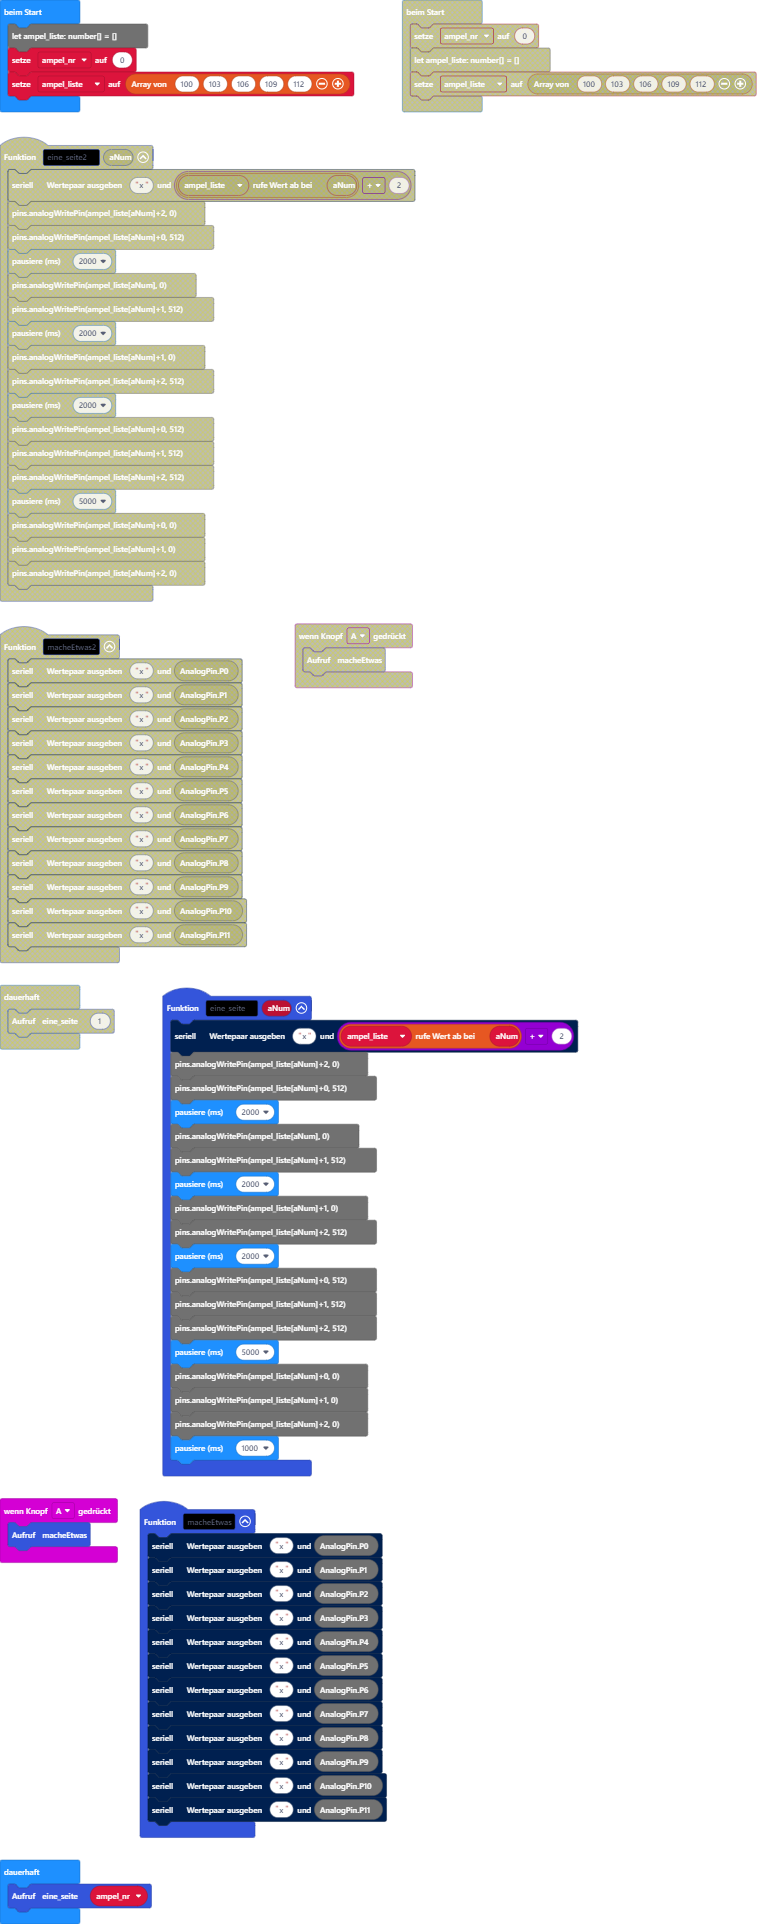 beim Start
let ampel_liste: number[] = []
setze ampel_nr auf 0
setze ampel_liste auf Array von 100 103 106 109 112
beim Start
setze ampel_nr auf 0
let ampel_liste: number[] = []
setze ampel_liste auf Array von 100 103 106 109 112
Funktion eine_seite2 aNum
seriell Wertepaar ausgeben "x" und ampel_liste rufe Wert ab bei aNum + 2
pins.analogWritePin(ampel_liste[aNum]+2, 0)
pins.analogWritePin(ampel_liste[aNum]+0, 512)
pausiere (ms) 2000
pins.analogWritePin(ampel_liste[aNum], 0)
pins.analogWritePin(ampel_liste[aNum]+1, 512)
pausiere (ms) 2000
pins.analogWritePin(ampel_liste[aNum]+1, 0)
pins.analogWritePin(ampel_liste[aNum]+2, 512)
pausiere (ms) 2000
pins.analogWritePin(ampel_liste[aNum]+0, 512)
pins.analogWritePin(ampel_liste[aNum]+1, 512)
pins.analogWritePin(ampel_liste[aNum]+2, 512)
pausiere (ms) 5000
pins.analogWritePin(ampel_liste[aNum]+0, 0)
pins.analogWritePin(ampel_liste[aNum]+1, 0)
pins.analogWritePin(ampel_liste[aNum]+2, 0)
Funktion macheEtwas2
seriell Wertepaar ausgeben "x" und AnalogPin.P0
seriell Wertepaar ausgeben "x" und AnalogPin.P1
seriell Wertepaar ausgeben "x" und AnalogPin.P2
seriell Wertepaar ausgeben "x" und AnalogPin.P3
seriell Wertepaar ausgeben "x" und AnalogPin.P4
seriell Wertepaar ausgeben "x" und AnalogPin.P5
seriell Wertepaar ausgeben "x" und AnalogPin.P6
seriell Wertepaar ausgeben "x" und AnalogPin.P7
seriell Wertepaar ausgeben "x" und AnalogPin.P8
seriell Wertepaar ausgeben "x" und AnalogPin.P9
seriell Wertepaar ausgeben "x" und AnalogPin.P10
seriell Wertepaar ausgeben "x" und AnalogPin.P11
wenn Knopf A gedrückt
Aufruf macheEtwas
dauerhaft
Aufruf eine_seite 1
Funktion eine_seite aNum
seriell Wertepaar ausgeben "x" und ampel_liste rufe Wert ab bei aNum + 2
pins.analogWritePin(ampel_liste[aNum]+2, 0)
pins.analogWritePin(ampel_liste[aNum]+0, 512)
pausiere (ms) 2000
pins.analogWritePin(ampel_liste[aNum], 0)
pins.analogWritePin(ampel_liste[aNum]+1, 512)
pausiere (ms) 2000
pins.analogWritePin(ampel_liste[aNum]+1, 0)
pins.analogWritePin(ampel_liste[aNum]+2, 512)
pausiere (ms) 2000
pins.analogWritePin(ampel_liste[aNum]+0, 512)
pins.analogWritePin(ampel_liste[aNum]+1, 512)
pins.analogWritePin(ampel_liste[aNum]+2, 512)
pausiere (ms) 5000
pins.analogWritePin(ampel_liste[aNum]+0, 0)
pins.analogWritePin(ampel_liste[aNum]+1, 0)
pins.analogWritePin(ampel_liste[aNum]+2, 0)
pausiere (ms) 1000
wenn Knopf A gedrückt
Aufruf macheEtwas
Funktion macheEtwas
seriell Wertepaar ausgeben "x" und AnalogPin.P0
seriell Wertepaar ausgeben "x" und AnalogPin.P1
seriell Wertepaar ausgeben "x" und AnalogPin.P2
seriell Wertepaar ausgeben "x" und AnalogPin.P3
seriell Wertepaar ausgeben "x" und AnalogPin.P4
seriell Wertepaar ausgeben "x" und AnalogPin.P5
seriell Wertepaar ausgeben "x" und AnalogPin.P6
seriell Wertepaar ausgeben "x" und AnalogPin.P7
seriell Wertepaar ausgeben "x" und AnalogPin.P8
seriell Wertepaar ausgeben "x" und AnalogPin.P9
seriell Wertepaar ausgeben "x" und AnalogPin.P10
seriell Wertepaar ausgeben "x" und AnalogPin.P11
dauerhaft
Aufruf eine_seite ampel_nr